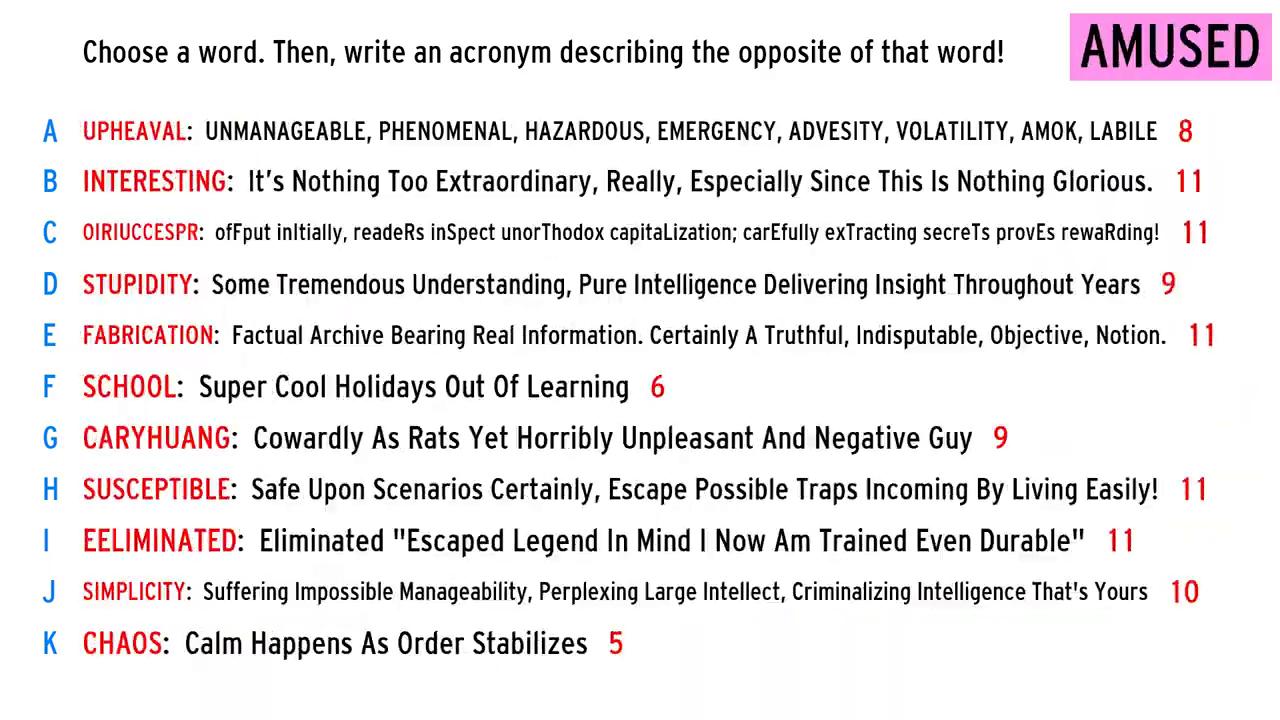 Choose a word. Then, write an acronym describing the opposite of that word!
AMUSED
A UPHEAVAL: UNMANAGEABLE, PHENOMENAL, HAZARDOUS, EMERGENCY, ADVESITY, VOLATILITY, AMOK, LABILE 8
B INTERESTING: It's Nothing Too Extraordinary, Really, Especially Since This Is Nothing Glorious. 11
C OIRIUCCESPR: ofFput inItially, readeRs inSpect unorThodox capitaLization; carEfully exTracting secreTs provEs rewaRding! 11
D STUPIDITY: Some Tremendous Understanding, Pure Intelligence Delivering Insight Throughout Years 9
E FABRICATION: Factual Archive Bearing Real Information. Certainly A Truthful, Indisputable, Objective, Notion. 11
F SCHOOL: Super Cool Holidays Out Of Learning 6
G CARYHUANG: Cowardly As Rats Yet Horribly Unpleasant And Negative Guy 9
H SUSCEPTIBLE: Safe Upon Scenarios Certainly, Escape Possible Traps Incoming By Living Easily! 11
I EELIMINATED: Eliminated "Escaped Legend In Mind I Now Am Trained Even Durable" 11
J SIMPLICITY: Suffering Impossible Manageability, Perplexing Large Intellect, Criminalizing Intelligence That's Yours 10
K CHAOS: Calm Happens As Order Stabilizes 5